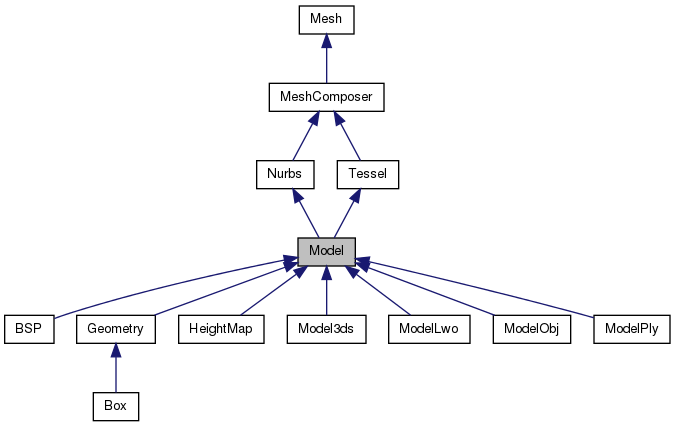 Mesh
MeshComposer
Nurbs
Tessel
Model
BSP
Geometry
HeightMap
Model3ds
ModelLwo
ModelObj
ModelPly
Box